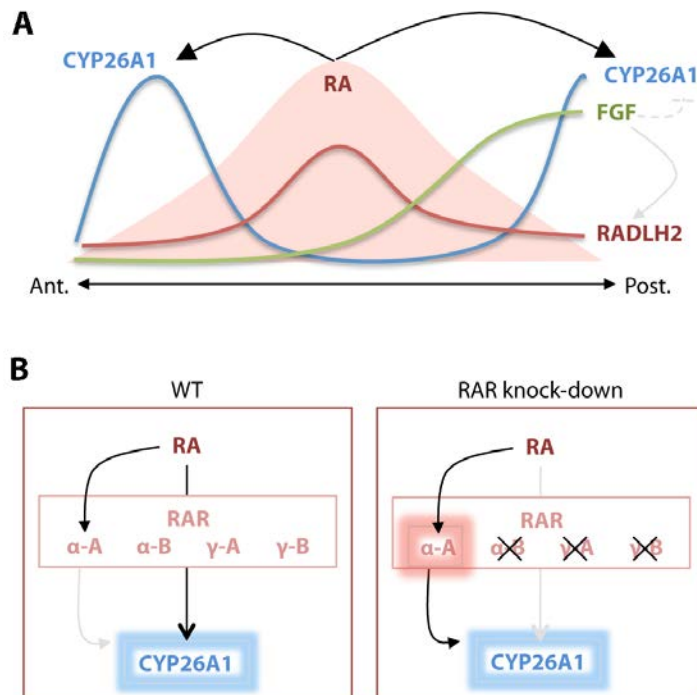 A
CYP26A1
RA
CYP26A1
FGF
RADLH2
Ant.
Post.
B
WT
RAR knock-down
RA
RA
RAR
RAR
α-A α-B γ-A γ-B
α-A α-B γ-A γ-B
CYP26A1
CYP26A1